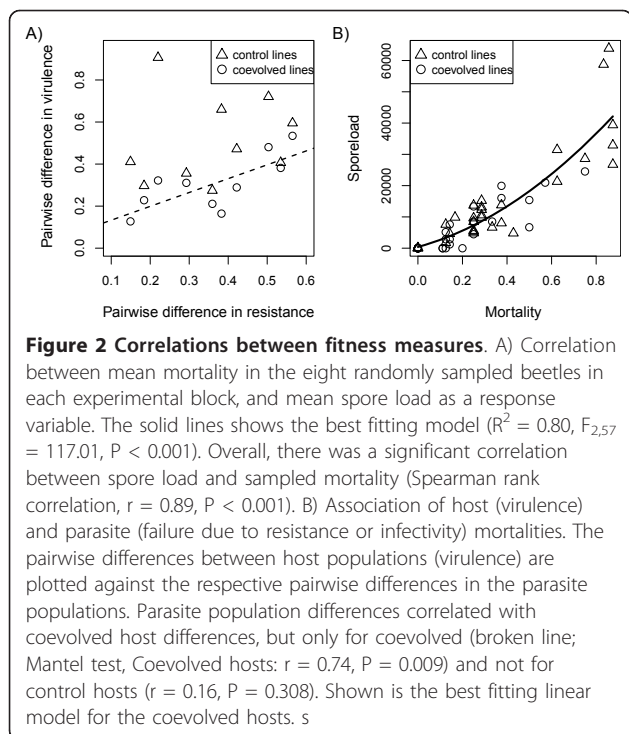 A)
B)
△ control lines
○ coevolved lines
△ control lines
○ coevolved lines
Pairwise difference in virulence
0.0 0.2 0.4 0.6 0.8
0.1 0.2 0.3 0.4 0.5 0.6
Pairwise difference in resistance
Sporeload
0 20000 40000 60000
0.0 0.2 0.4 0.6 0.8
Mortality
Figure 2 Correlations between fitness measures. A) Correlation
between mean mortality in the eight randomly sampled beetles in
each experimental block, and mean spore load as a response
variable. The solid lines shows the best fitting model (R² = 0.80, F₂,₅₇
= 117.01, P < 0.001). Overall, there was a significant correlation
between spore load and sampled mortality (Spearman rank
correlation, r = 0.89, P < 0.001). B) Association of host (virulence)
and parasite (failure due to resistance or infectivity) mortalities. The
pairwise differences between host populations (virulence) are
plotted against the respective pairwise differences in the parasite
populations. Parasite population differences correlated with
coevolved host differences, but only for coevolved (broken line;
Mantel test, Coevolved hosts: r = 0.74, P = 0.009) and not for
control hosts (r = 0.16, P = 0.308). Shown is the best fitting linear
model for the coevolved hosts. s